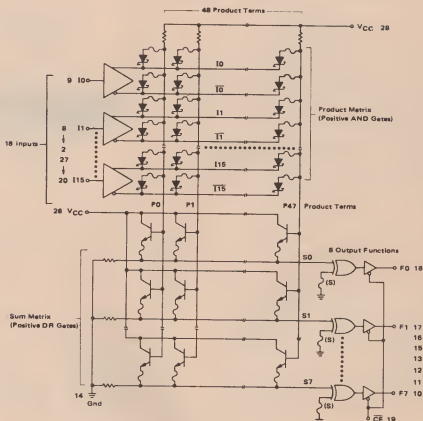 48 Product Terms
VCC 28
9 I0
I0
I0
Product Matrix
(Positive AND Gates)
18 Inputs
8
I1
I1
I1
2
27
20 I15
I15
I15
P0
P1
P47
Product Terms
28 VCC
8 Output Functions
S0
(S)
F0 18
Sum Matrix
(Positive OR Gates)
S1
(S)
F1 17
16
15
13
12
11
S7
(S)
F7 10
14
Gnd
CE 19